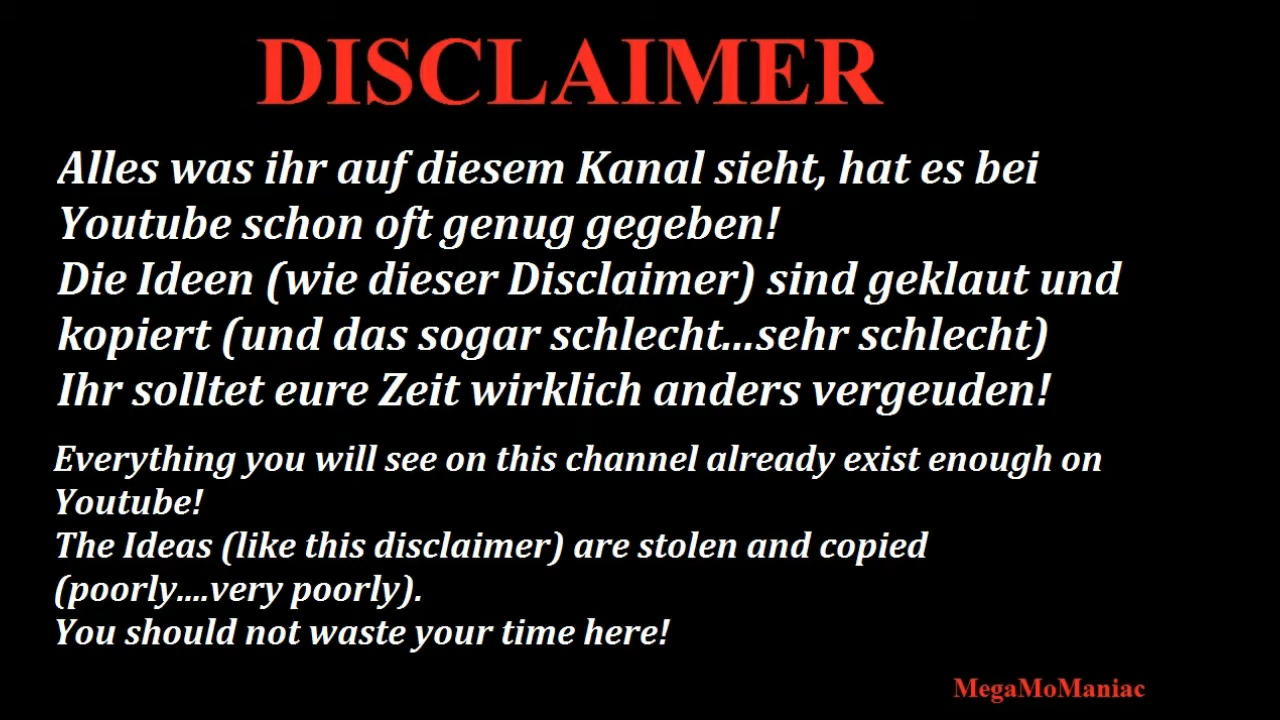 DISCLAIMER
Alles was ihr auf diesem Kanal sieht, hat es bei
Youtube schon oft genug gegeben!
Die Ideen (wie dieser Disclaimer) sind geklaut und
kopiert (und das sogar schlecht...sehr schlecht)
Ihr solltet eure Zeit wirklich anders vergeuden!
Everything you will see on this channel already exist enough on
Youtube!
The Ideas (like this disclaimer) are stolen and copied
(poorly....very poorly).
You should not waste your time here!
MegaMoManiac